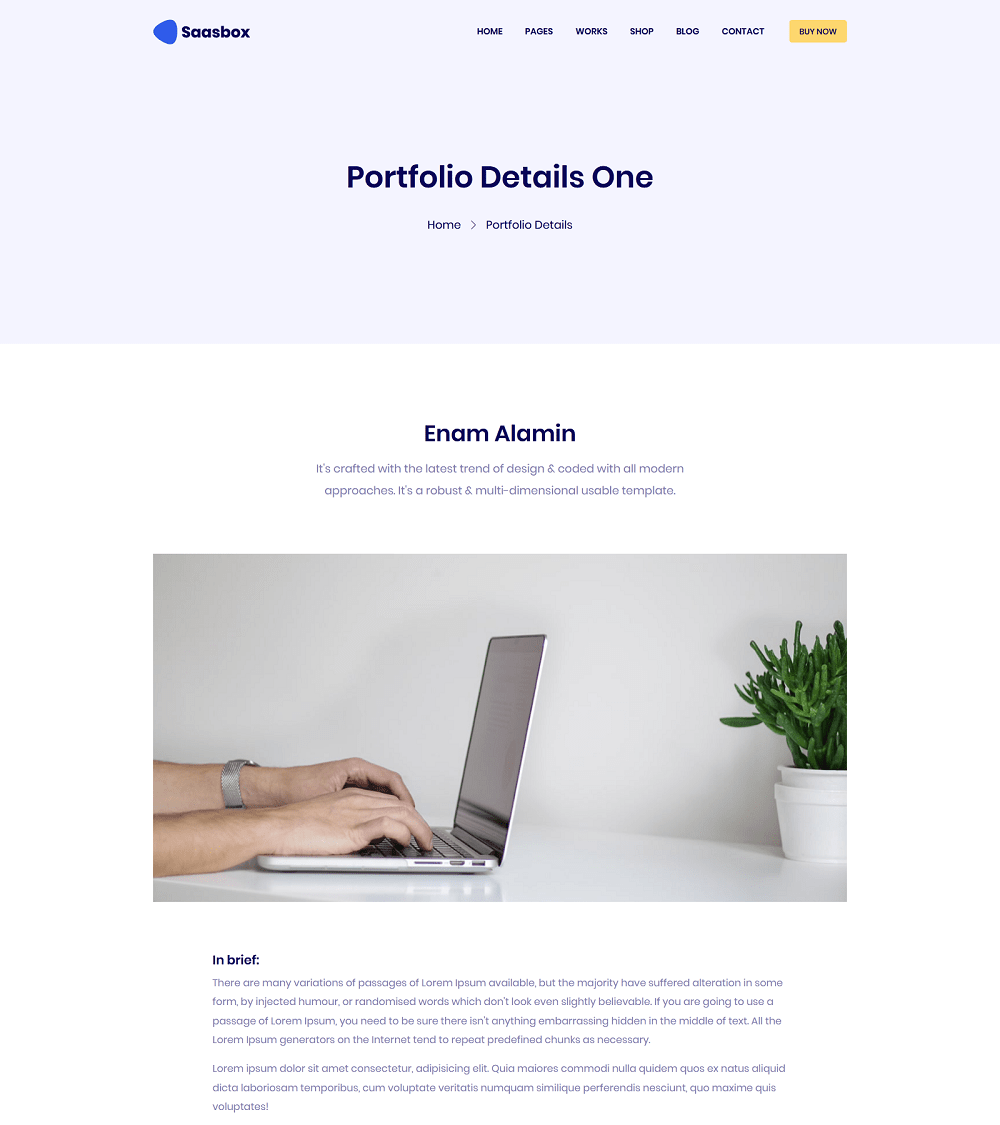 Saasbox
HOME PAGES WORKS SHOP BLOG CONTACT BUY NOW
Portfolio Details One
Home > Portfolio Details
Enam Alamin
It's crafted with the latest trend of design & coded with all modern
approaches. It's a robust & multi-dimensional usable template.
In brief:
There are many variations of passages of Lorem Ipsum available, but the majority have suffered alteration in some
form, by injected humour, or randomised words which don't look even slightly believable. If you are going to use a
passage of Lorem Ipsum, you need to be sure there isn't anything embarrassing hidden in the middle of text. All the
Lorem Ipsum generators on the Internet tend to repeat predefined chunks as necessary.
Lorem ipsum dolor sit amet consectetur, adipisicing elit. Quia maiores commodi nulla quidem quos ex natus aliquid
dicta laboriosam temporibus, cum voluptate veritatis numquam similique perferendis nesciunt, quo maxime quis
voluptates!